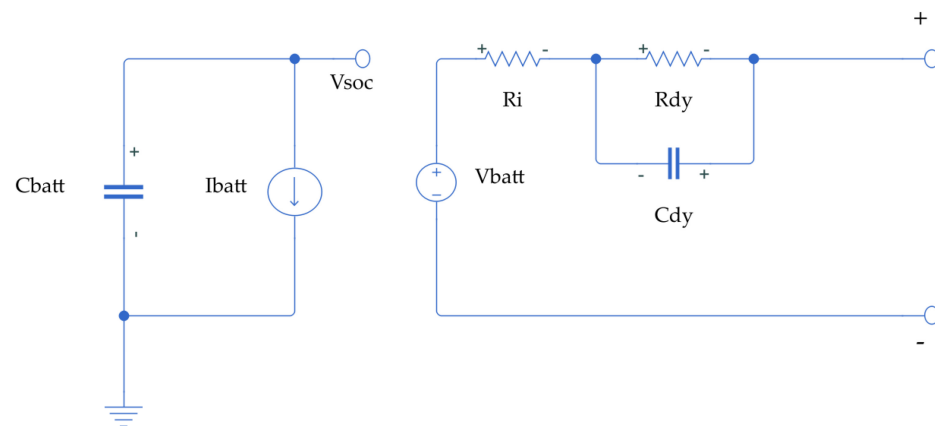 +
+ - + -
Vsoc
Ri Rdy
+
Cbatt Ibatt + Vbatt
- - +
-
Cdy
-